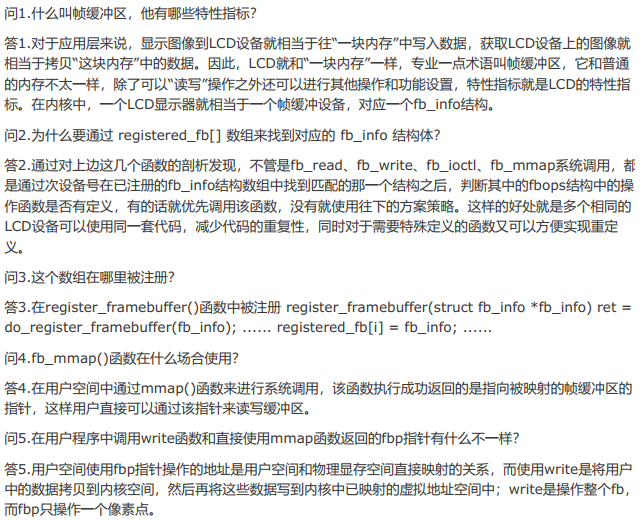 问1.什么叫帧缓冲区，他有哪些特性指标？
答1.对于应用层来说，显示图像到LCD设备就相当于往“一块内存”中写入数据，获取LCD设备上的图像就
相当于拷贝“这块内存”中的数据。因此，LCD就和“一块内存”一样，专业一点术语叫帧缓冲区，它和普通
的内存不太一样，除了可以“读写”操作之外还可以进行其他操作和功能设置，特性指标就是LCD的特性指
标。在内核中，一个LCD显示器就相当于一个帧缓冲设备，对应一个fb_info结构。
问2.为什么要通过 registered_fb[] 数组来找到对应的 fb_info 结构体？
答2.通过对上边这几个函数的剖析发现，不管是fb_read、fb_write、fb_ioctl、fb_mmap系统调用，都
是通过次设备号在已注册的fb_info结构数组中找到匹配的那一个结构之后，判断其中的fbops结构中的操
作函数是否有定义，有的话就优先调用该函数，没有就使用往下的方案策略。这样的好处就是多个相同的
LCD设备可以使用同一套代码，减少代码的重复性，同时对于需要特殊定义的函数又可以方便实现重定
义。
问3.这个数组在哪里被注册？
答3.在register_framebuffer()函数中被注册 register_framebuffer(struct fb_info *fb_info) ret =
do_register_framebuffer(fb_info); …… registered_fb[i] = fb_info; ……
问4.fb_mmap()函数在什么场合使用？
答4.在用户空间中通过mmap()函数来进行系统调用，该函数执行成功返回的是指向被映射的帧缓冲区的
指针，这样用户直接可以通过该指针来读写缓冲区。
问5.在用户程序中调用write函数和直接使用mmap函数返回的fbp指针有什么不一样？
答5.用户空间使用fbp指针操作的地址是用户空间和物理显存空间直接映射的关系，而使用write是将用户
中的数据拷贝到内核空间，然后再将这些数据写到内核中已映射的虚拟地址空间中；write是操作整个fb，
而fbp只操作一个像素点。